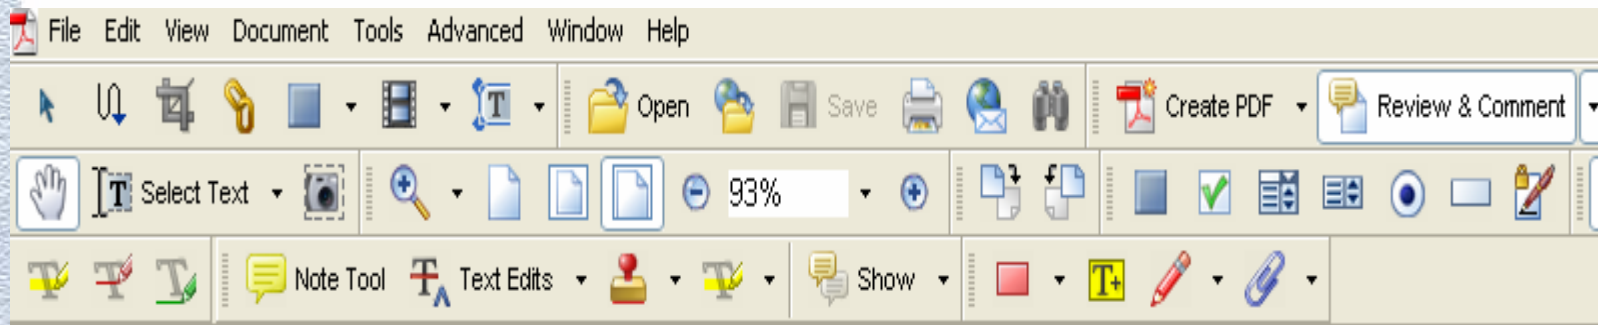 File Edit View Document Tools Advanced Window Help
Open Save Create PDF Review & Comment
T Select Text 93%
Note Tool T Text Edits Show T+